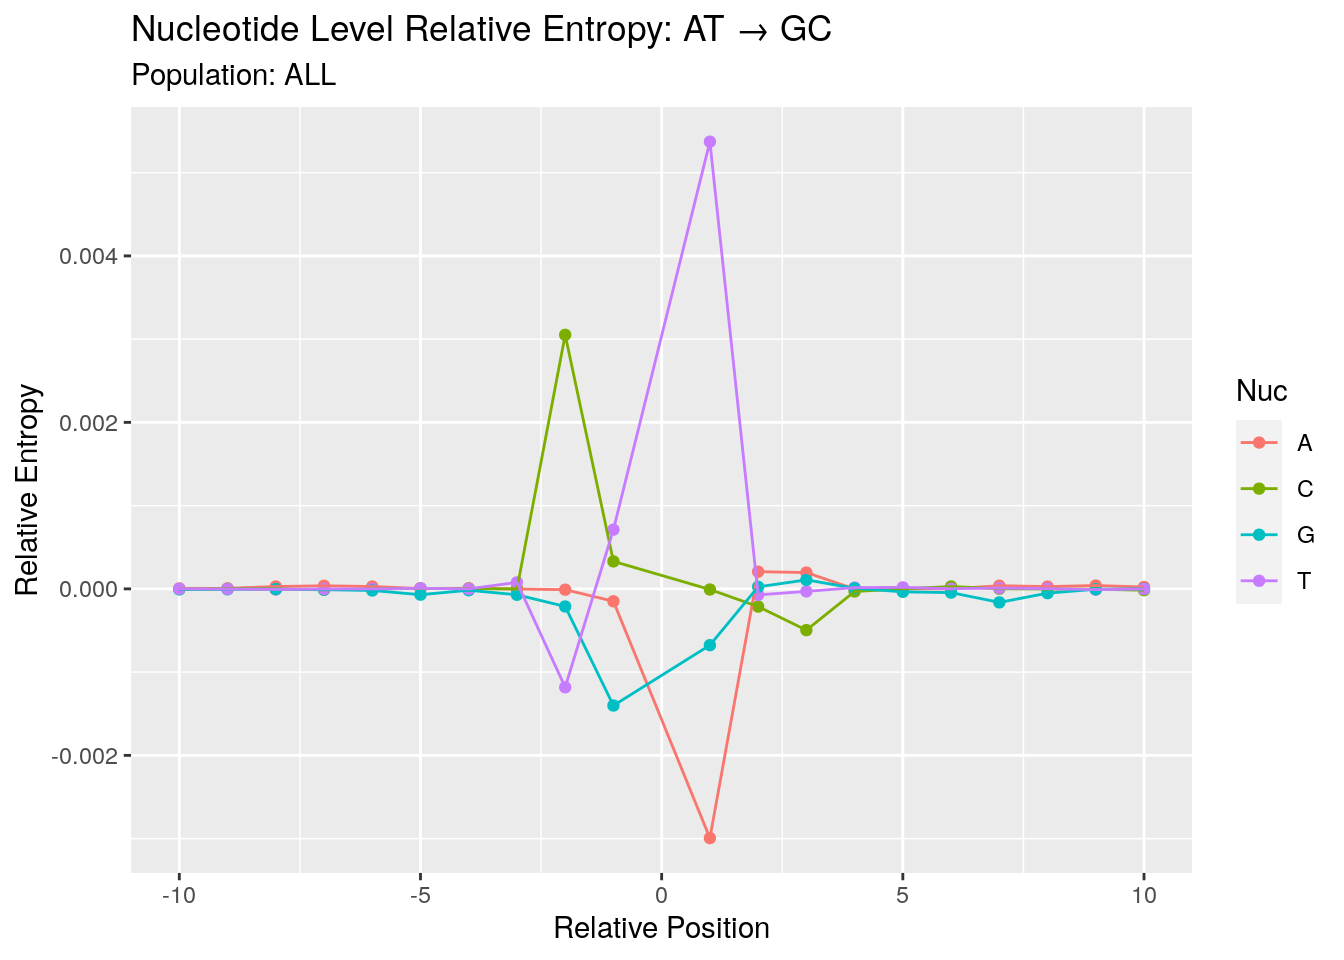 Nucleotide Level Relative Entropy: AT → GC
Population: ALL
Relative Entropy
0.004
0.002
0.000
-0.002
-10
-5
0
5
10
Relative Position
Nuc
A
C
G
T